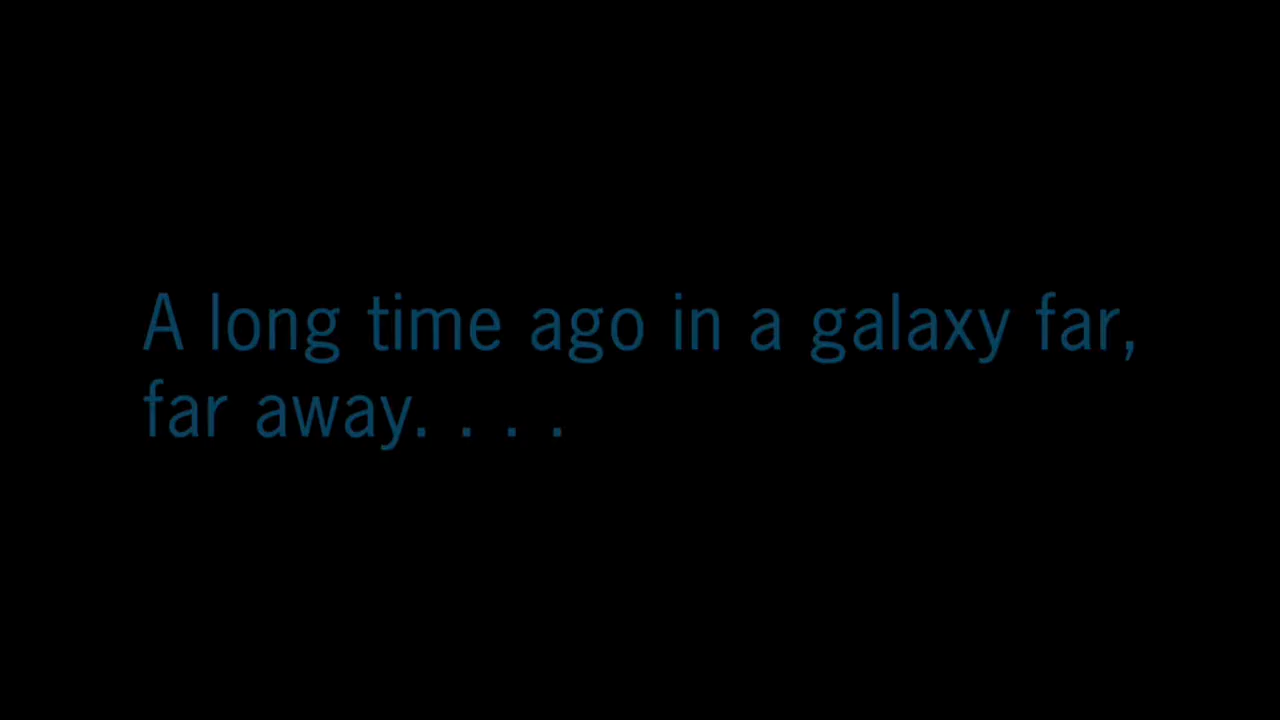 A long time ago in a galaxy far,
far away. . . .